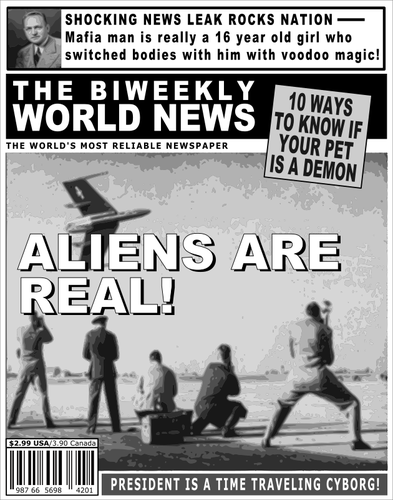 SHOCKING NEWS LEAK ROCKS NATION —
Mafia man is really a 16 year old girl who
switched bodies with him with voodoo magic!
THE BIWEEKLY
WORLD NEWS
THE WORLD'S MOST RELIABLE NEWSPAPER
10 WAYS
TO KNOW IF
YOUR PET
IS A DEMON
ALIENS ARE
REAL!
$2.99 USA/3.90 Canada
987 66 5698 4201
PRESIDENT IS A TIME TRAVELING CYBORG!